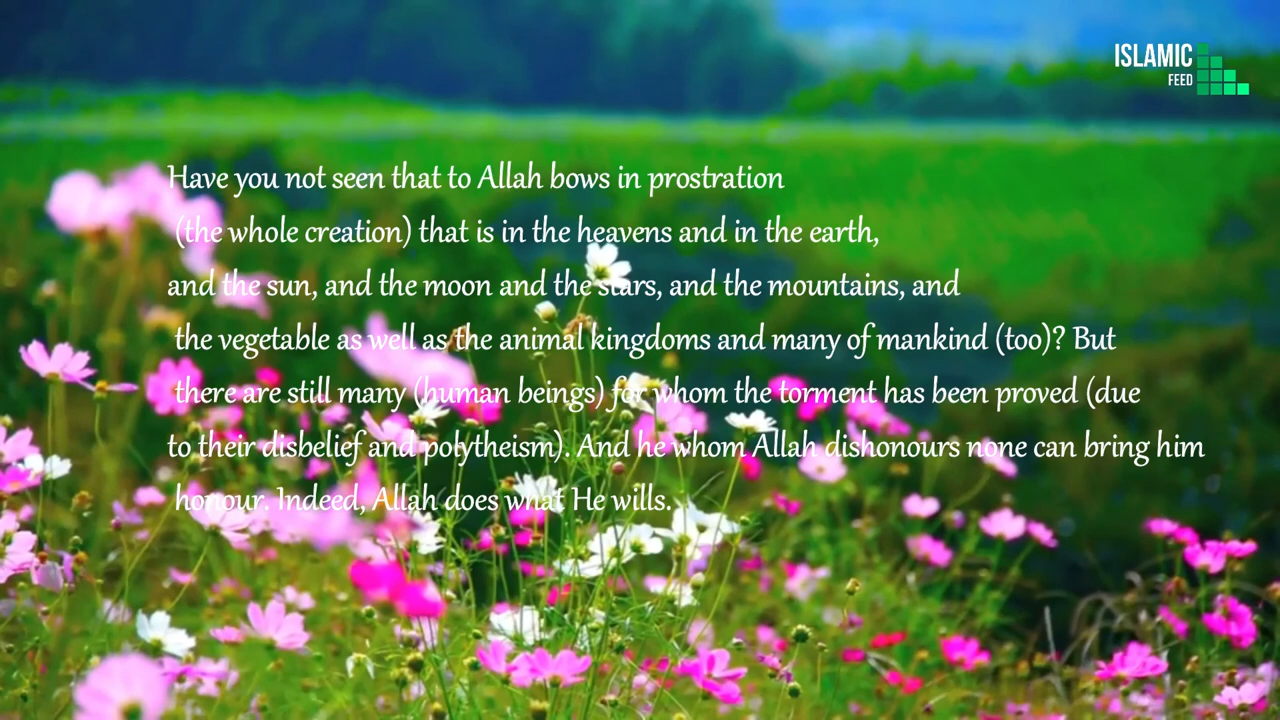 ISLAMIC
FEED
Have you not seen that to Allah bows in prostration
(the whole creation) that is in the heavens and in the earth,
and the sun, and the moon and the stars, and the mountains, and
the vegetable as well as the animal kingdoms and many of mankind (too)? But
there are still many (human beings) for whom the torment has been proved (due
to their disbelief and polytheism). And he whom Allah dishonours none can bring him
honour. Indeed, Allah does what He wills.